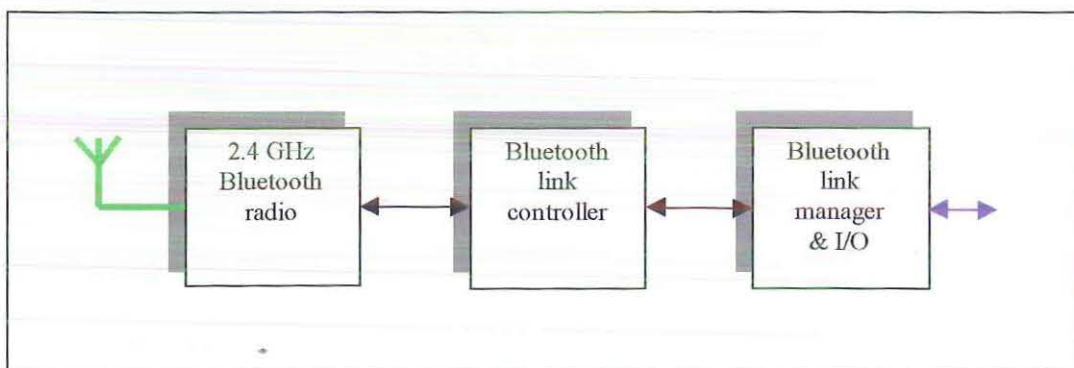 2.4 GHz
Bluetooth
radio
Bluetooth
link
controller
Bluetooth
link
manager
& I/O